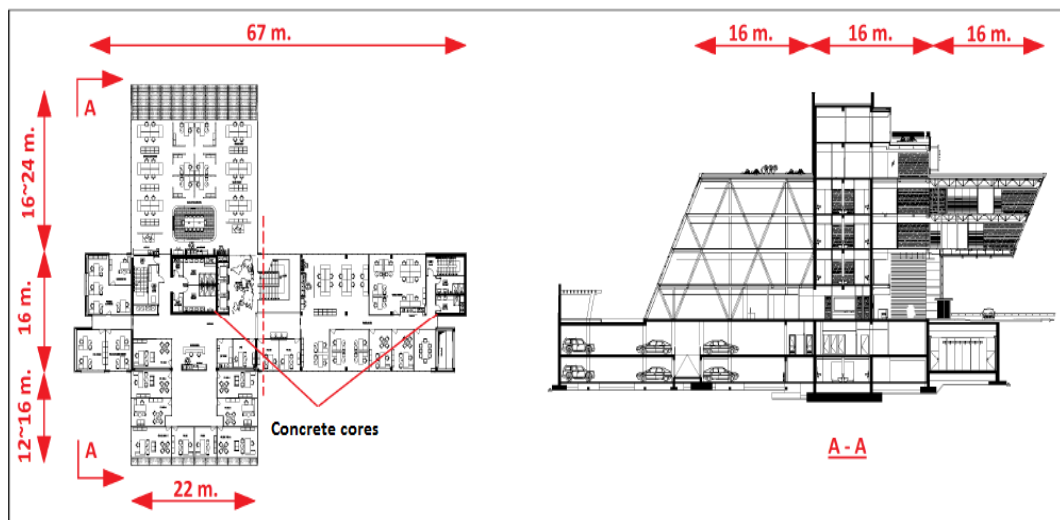 67 m.
16 m.
16 m.
16 m.
A
16~24 m.
16 m.
12~16 m.
Concrete cores
A
A - A
22 m.